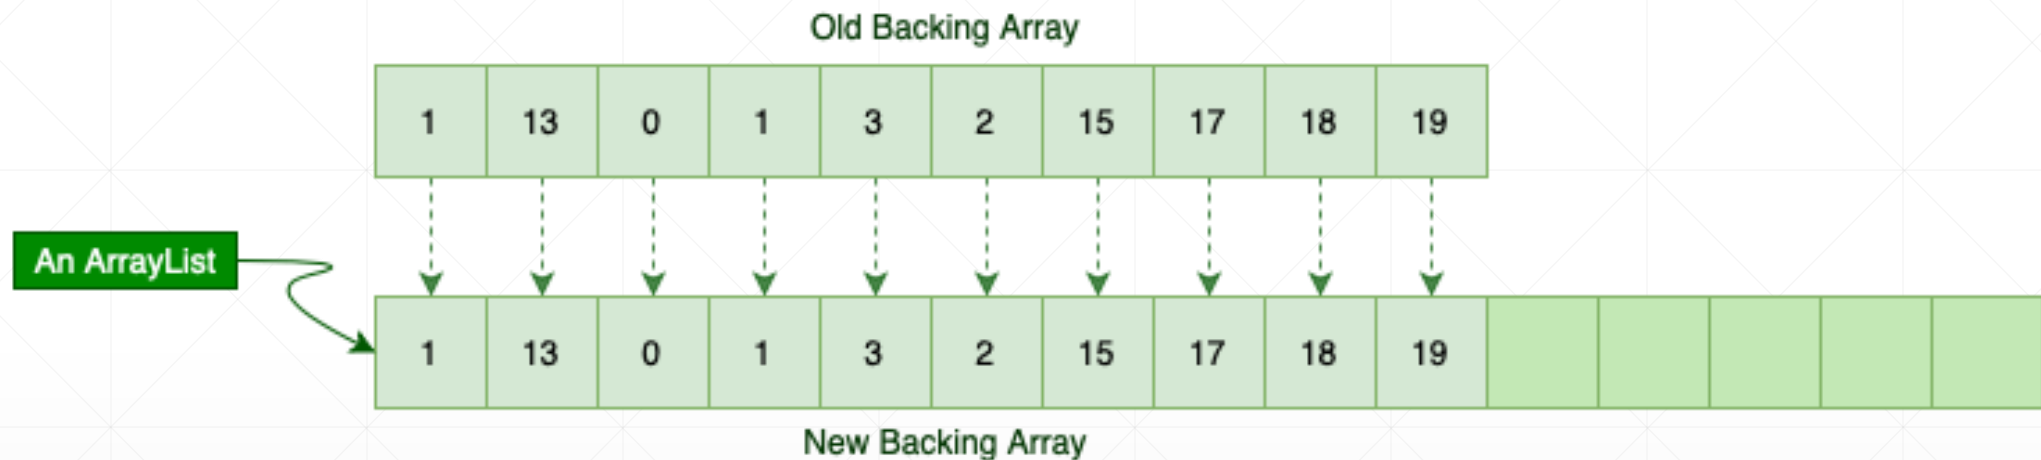 Old Backing Array
1 13 0 1 3 2 15 17 18 19
An ArrayList
1 13 0 1 3 2 15 17 18 19
New Backing Array